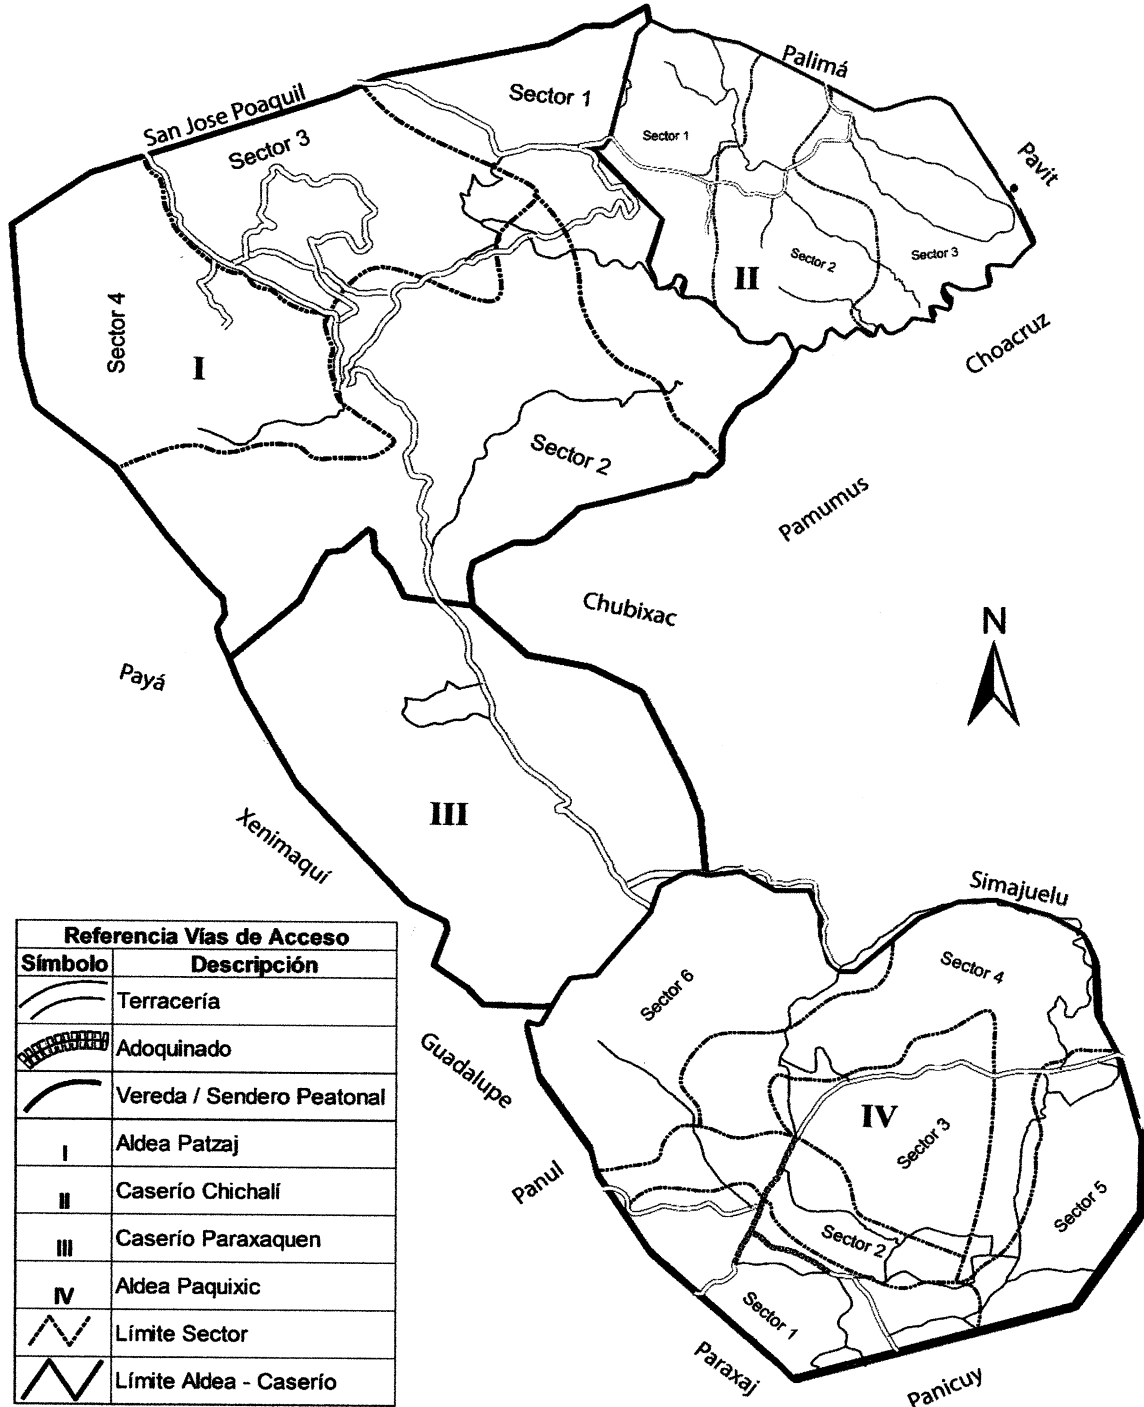 Palimá
San Jose Poaquil
Sector 1
Sector 3
Sector 1
Pavit
Sector 2
Sector 3
II
Sector 4
Choacruz
I
Sector 2
Pamumus
Chubixac
N
Payá
III
Xenimaquí
Simajuelu
Sector 4
Sector 6
Guadalupe
IV
Sector 3
Panul
Sector 5
Sector 2
Sector 1
Paraxaj
Panicuy
Referencia Vías de Acceso
Símbolo Descripción
Terracería
Adoquinado
Vereda / Sendero Peatonal
I Aldea Patzaj
II Caserío Chichalí
III Caserío Paraxaquen
IV Aldea Paquixic
Límite Sector
Límite Aldea - Caserío